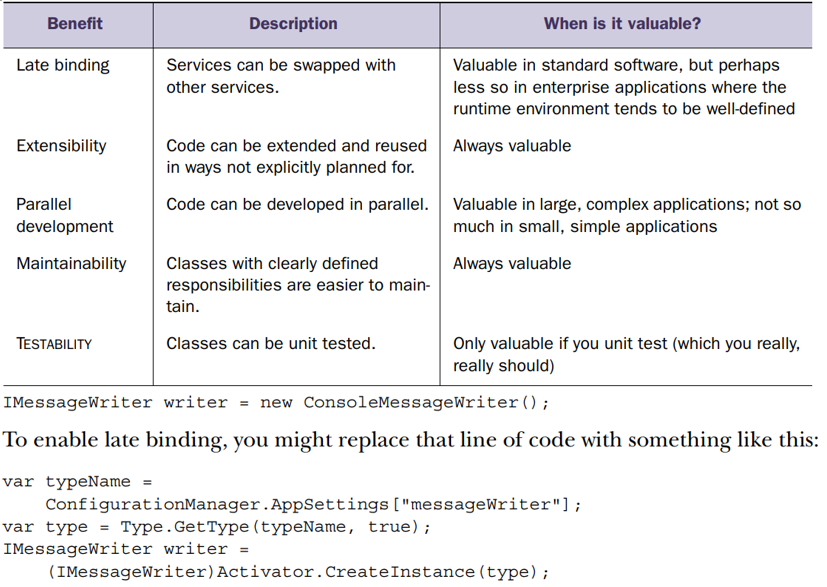 Benefit Description When is it valuable?
Late binding Services can be swapped with Valuable in standard software, but perhaps
other services. less so in enterprise applications where the
runtime environment tends to be well-defined
Extensibility Code can be extended and reused Always valuable
in ways not explicitly planned for.
Parallel Code can be developed in parallel. Valuable in large, complex applications; not so
development much in small, simple applications
Maintainability Classes with clearly defined Always valuable
responsibilities are easier to main-
tain.
TESTABILITY Classes can be unit tested. Only valuable if you unit test (which you really,
really should)
IMessageWriter writer = new ConsoleMessageWriter();
To enable late binding, you might replace that line of code with something like this:
var typeName =
ConfigurationManager.AppSettings["messageWriter"];
var type = Type.GetType(typeName, true);
IMessageWriter writer =
(IMessageWriter)Activator.CreateInstance(type);